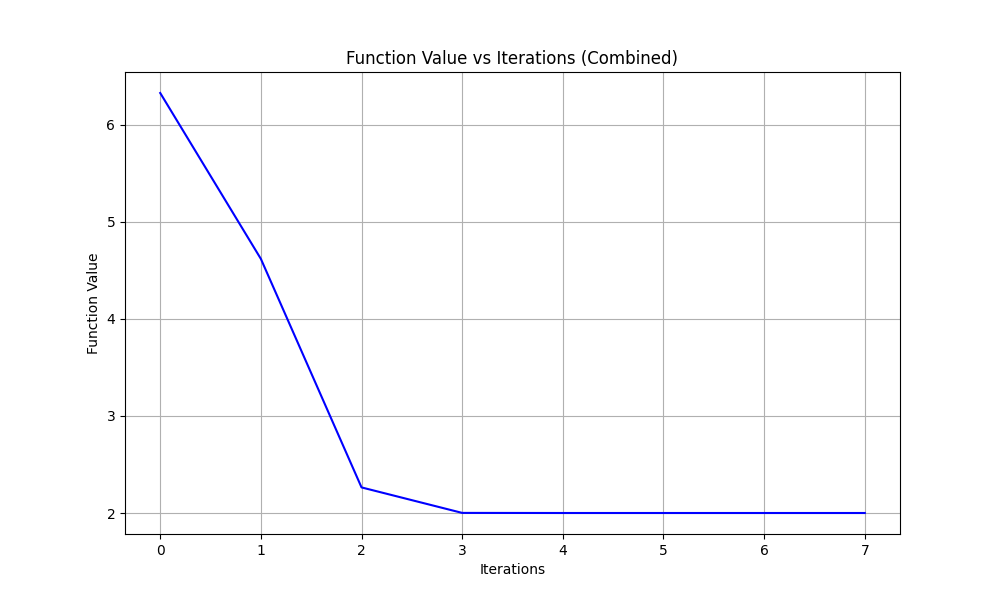 Function Value vs Iterations (Combined)
6
5
4
3
2
Function Value
0 1 2 3 4 5 6 7
Iterations